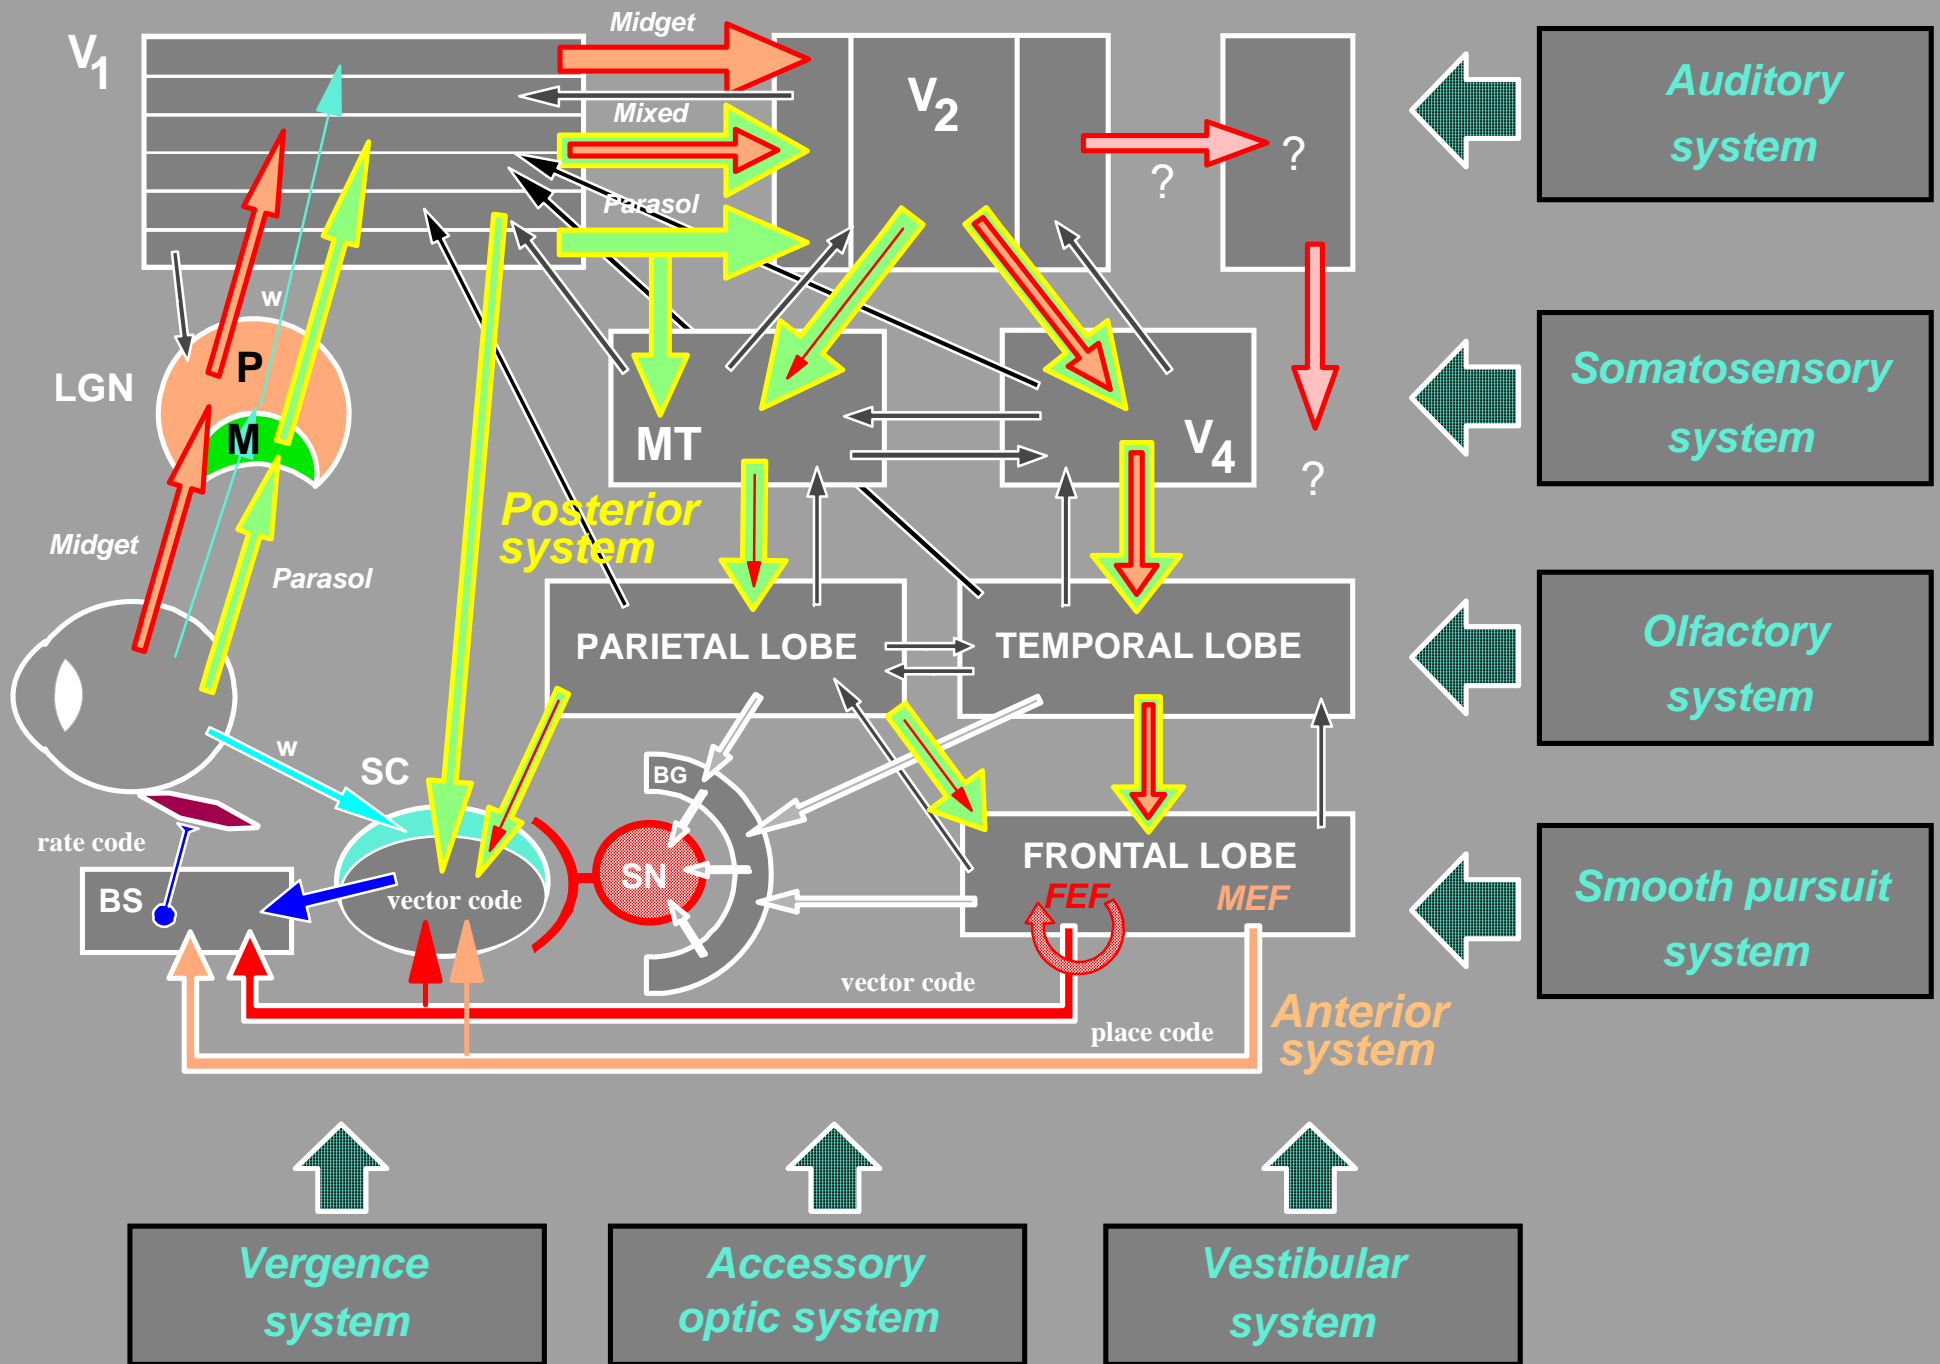 Midget
V1
V2
Mixed
?
?
Parasol
w
P
LGN
M
MT
V4
?
Midget
Parasol
Posterior
system
PARIETAL LOBE
TEMPORAL LOBE
w
SC
BG
rate code
BS
vector code
SN
FRONTAL LOBE
FEF
MEF
vector code
place code
Anterior
system
Auditory
system
Somatosensory
system
Olfactory
system
Smooth pursuit
system
Vergence
system
Accessory
optic system
Vestibular
system